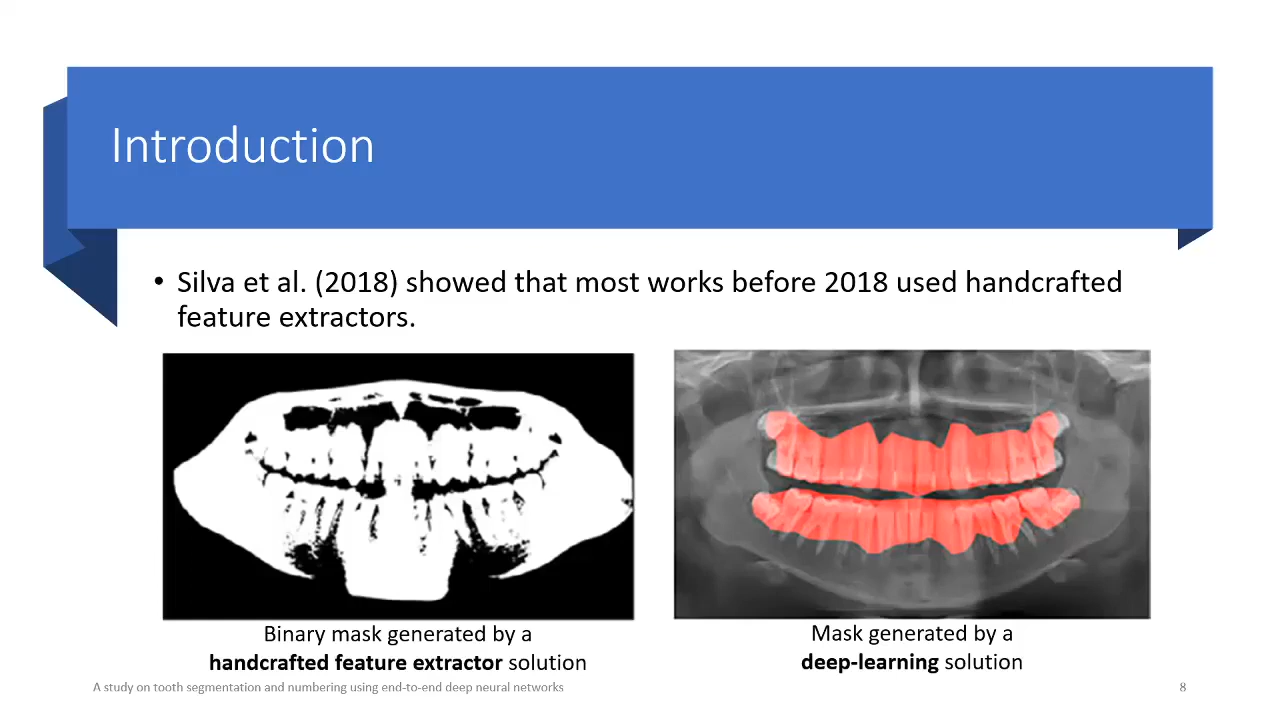 Introduction
• Silva et al. (2018) showed that most works before 2018 used handcrafted
feature extractors.
Binary mask generated by a
handcrafted feature extractor solution
Mask generated by a
deep-learning solution
A study on tooth segmentation and numbering using end-to-end deep neural networks
8